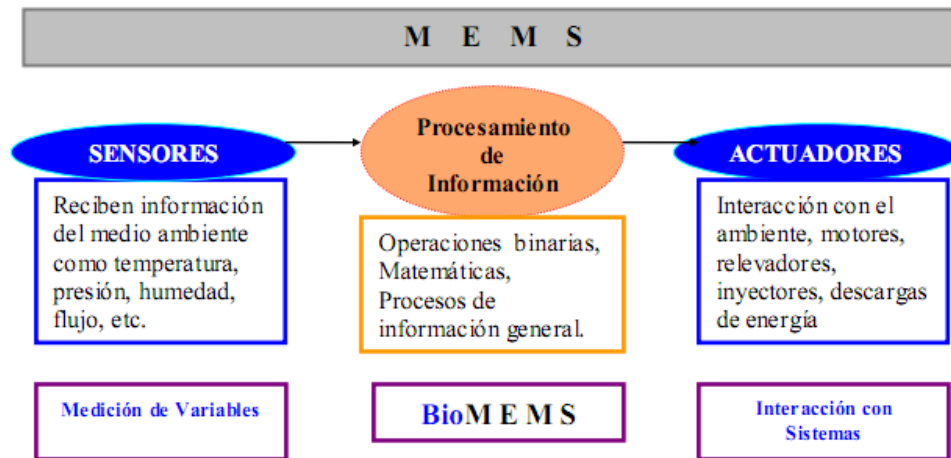 M E M S
SENSORES
Reciben información
del medio ambiente
como temperatura,
presión, humedad,
flujo, etc.
Procesamiento
de
Información
Operaciones binarias,
Matemáticas,
Procesos de
información general.
ACTUADORES
Interacción con el
ambiente, motores,
relevadores,
inyectores, descargas
de energía
Medición de Variables
BioM E M S
Interacción con
Sistemas